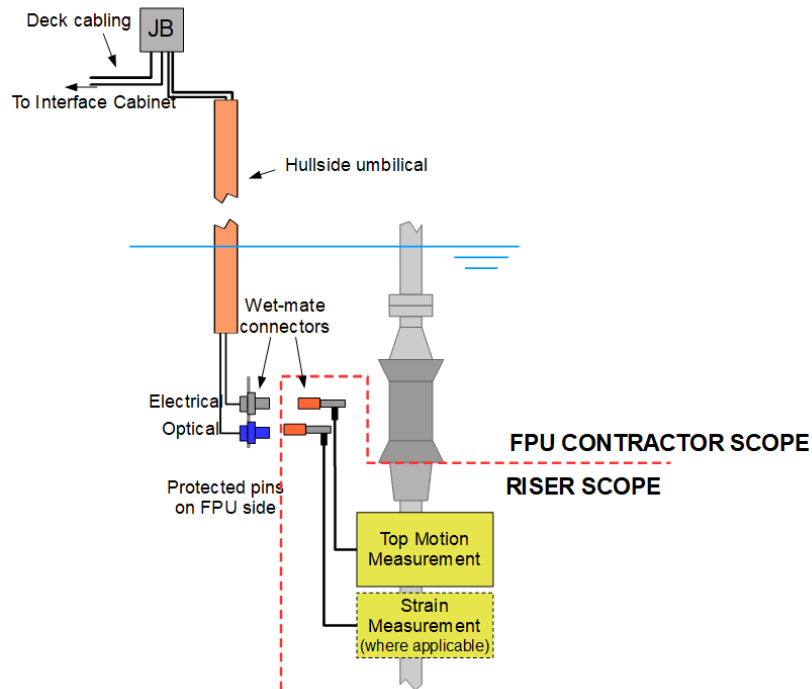 Deck cabling
JB
To Interface Cabinet
Hullside umbilical
Wet-mate
connectors
Electrical
Optical
FPU CONTRACTOR SCOPE
RISER SCOPE
Protected pins
on FPU side
Top Motion
Measurement
Strain
Measurement
(where applicable)